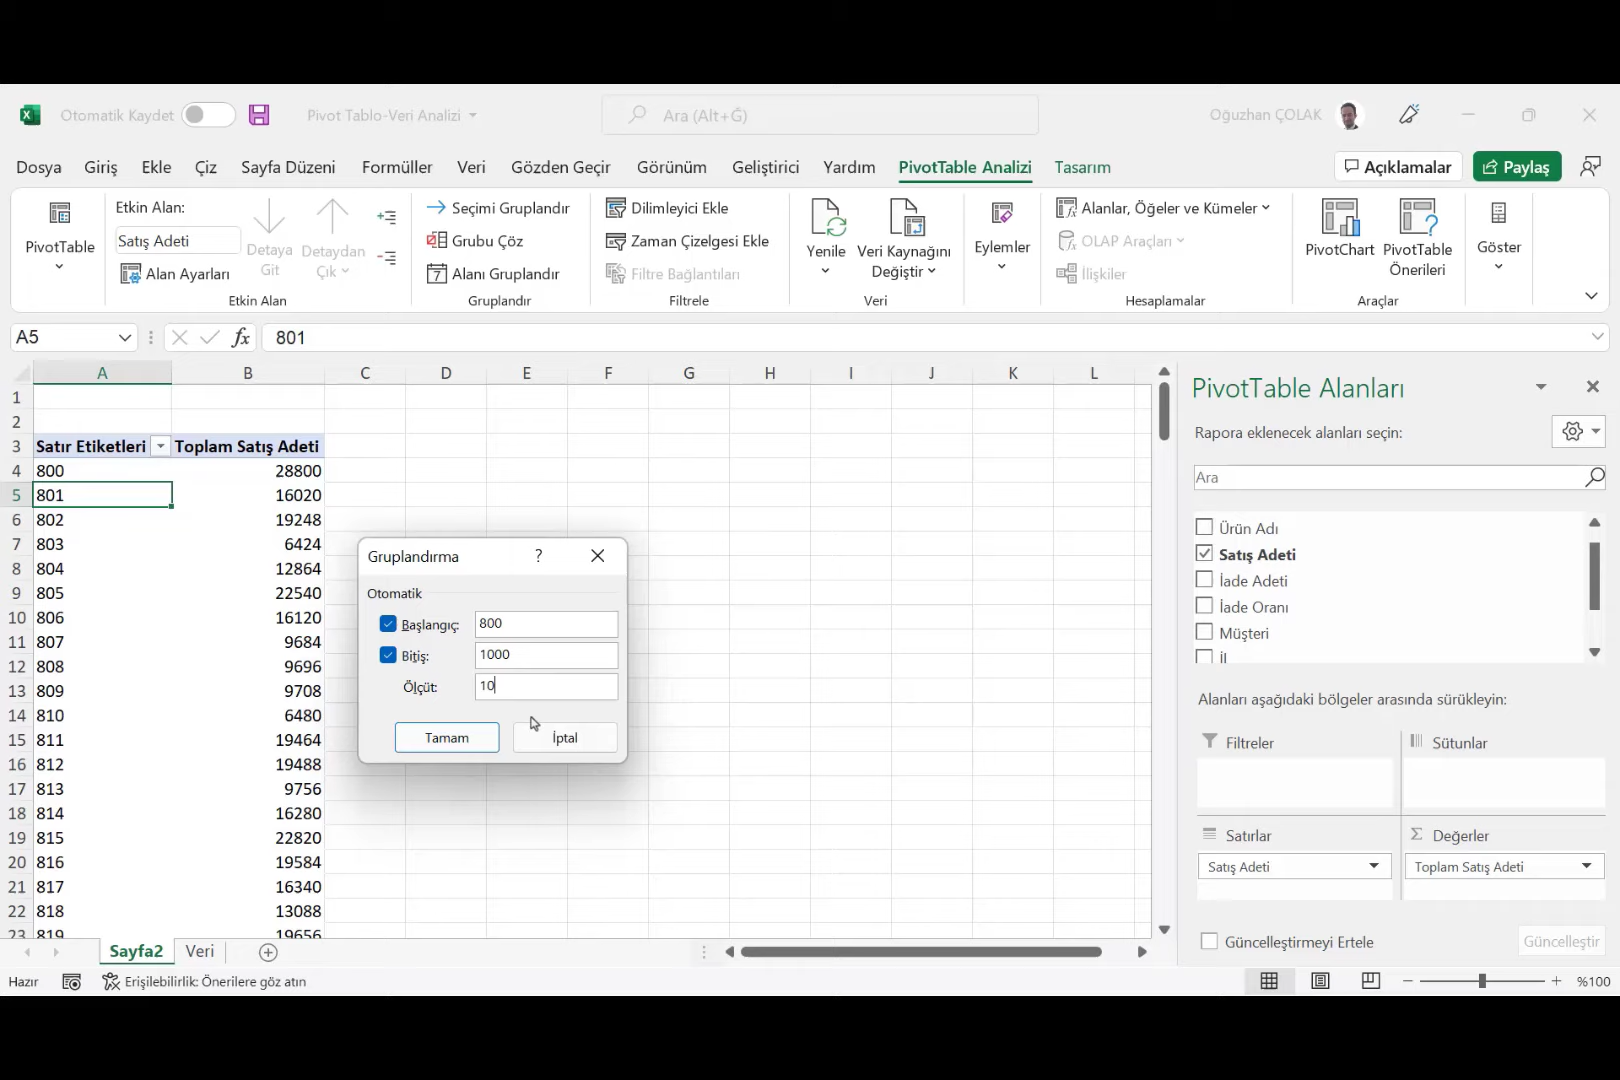 Otomatik Kaydet
Pivot Tablo-Veri Analizi
Ara (Alt+Ğ)
Oğuzhan ÇOLAK
Dosya Giriş Ekle Çiz Sayfa Düzeni Formüller Veri Gözden Geçir Görünüm Geliştirici Yardım PivotTable Analizi Tasarım
Açıklamalar
Paylaş
PivotTable
Etkin Alan:
Satış Adeti
Alan Ayarları
Detaya Git
Detaydan Çık
Etkin Alan
Seçimi Gruplandır
Grubu Çöz
Alanı Gruplandır
Gruplandır
Dilimleyici Ekle
Zaman Çizelgesi Ekle
Filtre Bağlantıları
Filtrele
Yenile
Veri Kaynağını
Değiştir
Veri
Eylemler
Alanlar, Öğeler ve Kümeler
OLAP Araçları
İlişkiler
Hesaplamalar
PivotChart
PivotTable
Önerileri
Araçlar
Göster
A5
fx
801
A B C D E F G H I J K L
1
2
3 Satır Etiketleri Toplam Satış Adeti
4 800 28800
5 801 16020
6 802 19248
7 803 6424
8 804 12864
9 805 22540
10 806 16120
11 807 9684
12 808 9696
13 809 9708
14 810 6480
15 811 19464
16 812 19488
17 813 9756
18 814 16280
19 815 22820
20 816 19584
21 817 16340
22 818 13088
23 819 19656
Gruplandırma ?
Otomatik
Başlangıç: 800
Bitiş: 1000
Ölçüt: 10
Tamam İptal
PivotTable Alanları
Rapora eklenecek alanları seçin:
Ara
Ürün Adı
Satış Adeti
İade Adeti
İade Oranı
Müşteri
İl
Alanları aşağıdaki bölgeler arasında sürükleyin:
Filtreler
Sütunlar
Satırlar
Satış Adeti
Değerler
Toplam Satış Adeti
Güncelleştirmeyi Ertele
Güncelleştir
Sayfa2 Veri
Hazır
Erişilebilirlik: Önerilere göz atın
%100